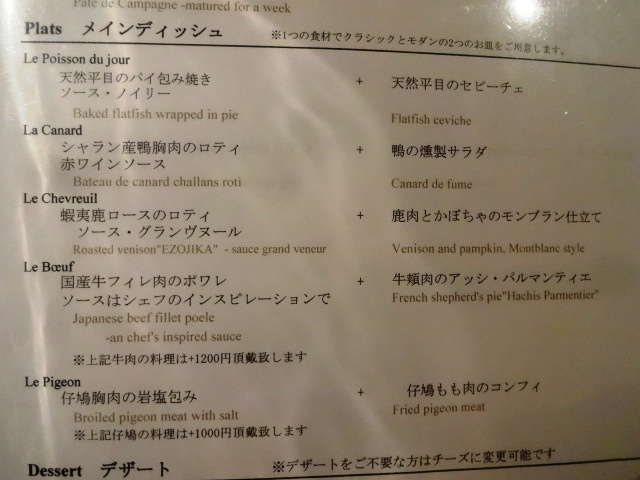 Pate de Campagne -matured for a week
Plats メインディッシュ ※1つの食材でクラシックとモダンの2つのお皿をご用意します。
Le Poisson du jour
天然平目のパイ包み焼き + 天然平目のセビーチェ
ソース・ノイリー
Baked flatfish wrapped in pie Flatfish ceviche
La Canard
シャラン産鴨胸肉のロティ + 鴨の燻製サラダ
赤ワインソース
Bateau de canard challans roti Canard de fume
Le Chevreuil
蝦夷鹿ロースのロティ + 鹿肉とかぼちゃのモンブラン仕立て
ソース・グランヴヌール
Roasted venison"EZOJIKA" - sauce grand veneur Venison and pampkin, Montblanc style
Le Bœuf
国産牛フィレ肉のポワレ + 牛頬肉のアッシ・パルマンティエ
ソースはシェフのインスピレーションで French shepherd's pie"Hachis Parmentier"
Japanese beef fillet poele
-an chef's inspired sauce
※上記牛肉の料理は+1200円頂戴致します
Le Pigeon
仔鳩胸肉の岩塩包み + 仔鳩もも肉のコンフィ
Broiled pigeon meat with salt Fried pigeon meat
※上記仔鳩の料理は+1000円頂戴致します
Dessert デザート ※デザートをご不要な方はチーズに変更可能です